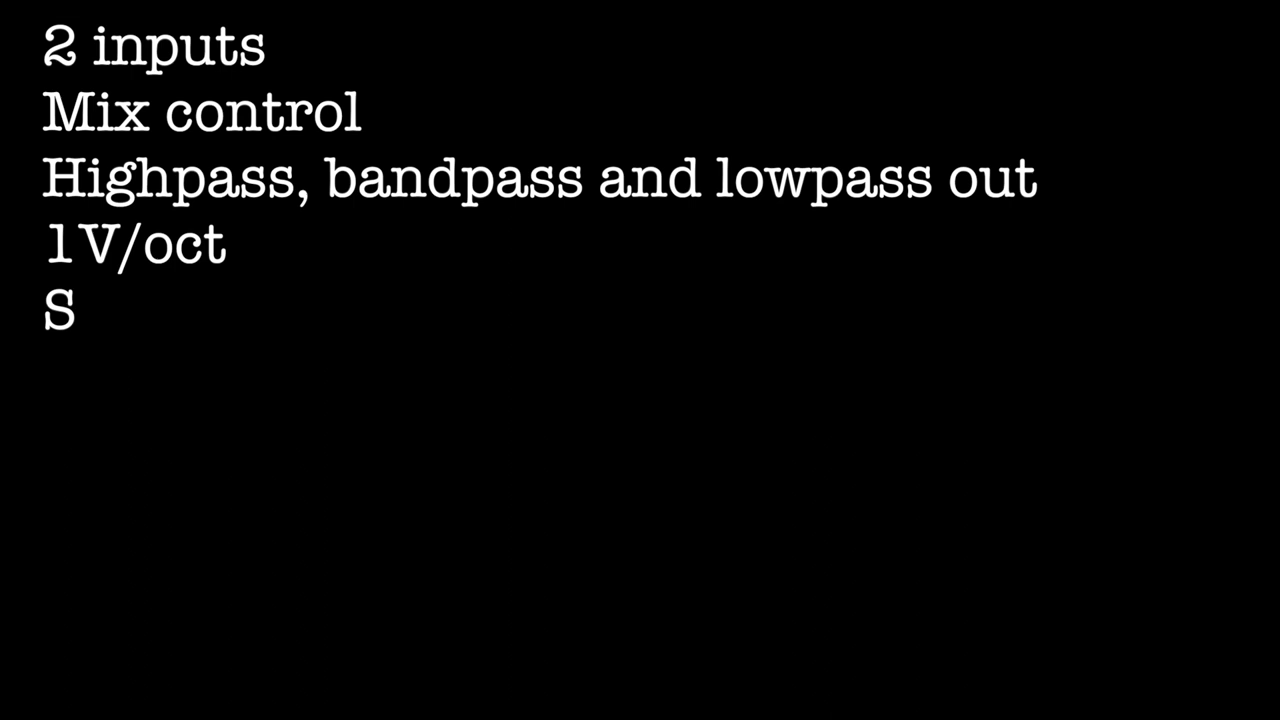 2 inputs
Mix control
Highpass, bandpass and lowpass out
1V/oct
S